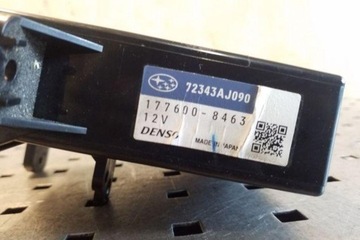 72343AJ090
177600-8463
12V
DENSO MADE IN JAPAN